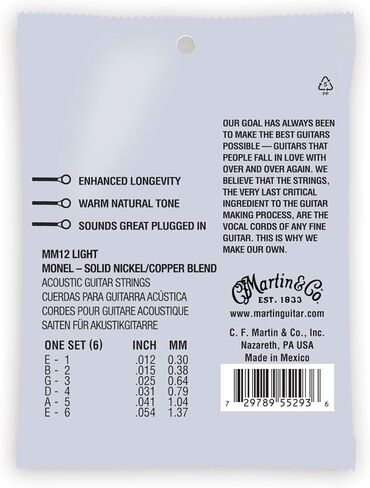 5
PP
OUR GOAL HAS ALWAYS BEEN
TO MAKE THE BEST GUITARS
POSSIBLE — GUITARS THAT
PEOPLE FALL IN LOVE WITH
OVER AND OVER AGAIN. WE
BELIEVE THAT THE STRINGS,
THE VERY LAST CRITICAL
INGREDIENT TO THE GUITAR
MAKING PROCESS, ARE THE
VOCAL CORDS OF ANY FINE
GUITAR. THIS IS WHY WE
MAKE OUR OWN.
ENHANCED LONGEVITY
WARM NATURAL TONE
SOUNDS GREAT PLUGGED IN
MM12 LIGHT
MONEL – SOLID NICKEL/COPPER BLEND
ACOUSTIC GUITAR STRINGS
CUERDAS PARA GUITARRA ACÚSTICA
CORDES POUR GUITARE ACOUSTIQUE
SAITEN FÜR AKUSTIKGITARRE
ONE SET (6) INCH MM
E - 1 .012 0.30
B - 2 .015 0.38
G - 3 .025 0.64
D - 4 .031 0.79
A - 5 .041 1.04
E - 6 .054 1.37
Martin & Co.
EST. 1833
www.martinguitar.com
C. F. Martin & Co., Inc.
Nazareth, PA USA
Made in Mexico
7 29789 55293 6